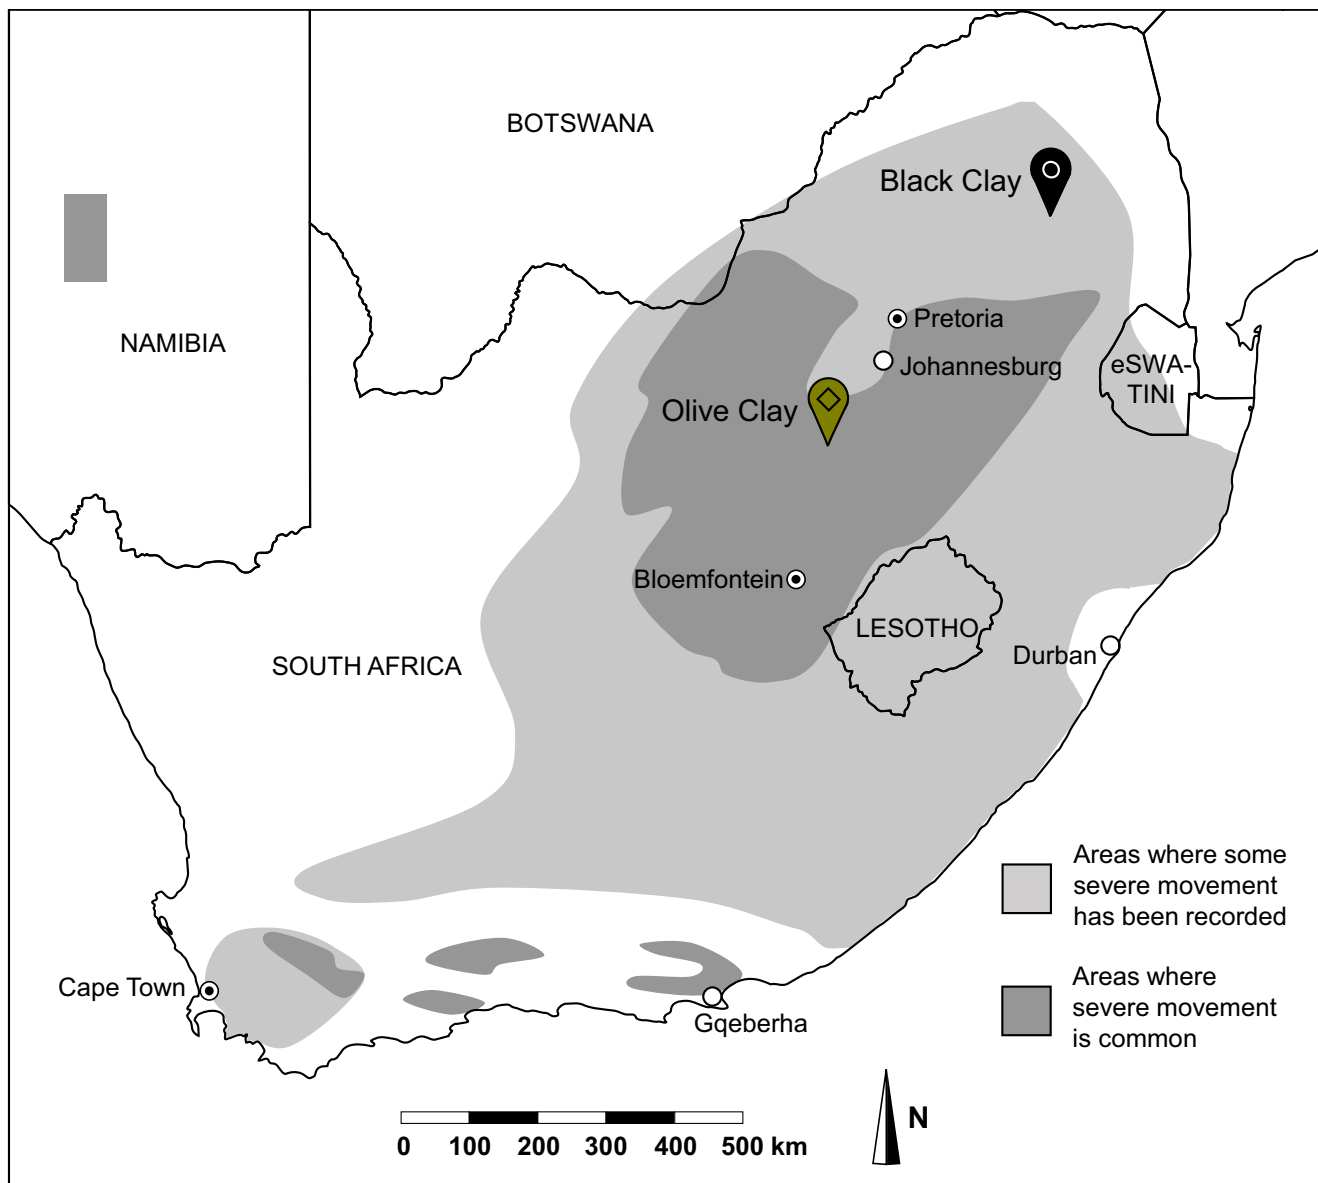 BOTSWANA
Black Clay
NAMIBIA
Pretoria
Johannesburg
eSWA-
TINI
Olive Clay
Bloemfontein
LESOTHO
Durban
SOUTH AFRICA
Areas where some
severe movement
has been recorded
Cape Town
Areas where
severe movement
is common
Gqeberha
N
0 100 200 300 400 500 km